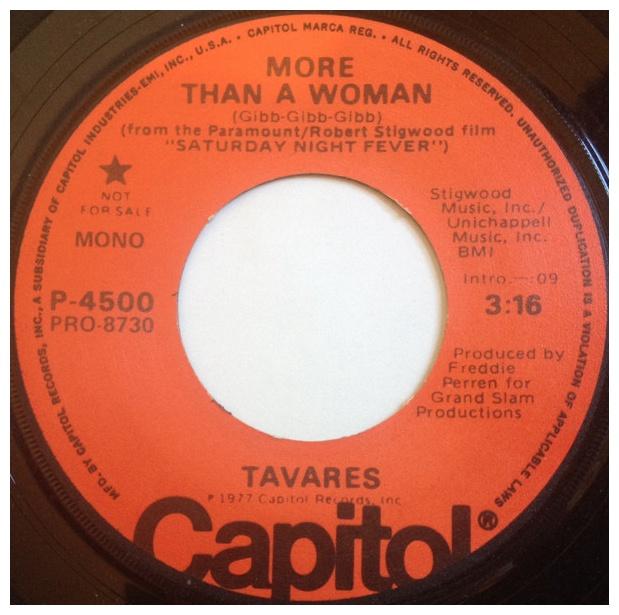 MFD. BY CAPITOL RECORDS, INC., A SUBSIDIARY OF CAPITOL INDUSTRIES-EMI, INC., U.S.A. • CAPITOL MARCA REG. • ALL RIGHTS RESERVED. UNAUTHORIZED DUPLICATION IS A VIOLATION OF APPLICABLE LAWS
MORE
THAN A WOMAN
(Gibb-Gibb-Gibb)
(from the Paramount/Robert Stigwood film
"SATURDAY NIGHT FEVER")
NOT
FOR SALE
MONO
P-4500
PRO-8730
Stigwood
Music, Inc./
Unichappell
Music, Inc.
BMI
Intro.—:09
3:16
Produced by
Freddie
Perren for
Grand Slam
Productions
TAVARES
℗ 1977 Capitol Records, Inc.
Capitol®